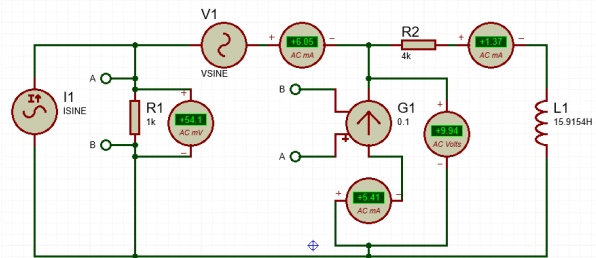 V1
VSINE
+6.05
AC mA
R2
4k
+1.37
AC mA
A
B
I1
ISINE
R1
1k
+54.1
AC mV
B
A
G1
0.1
+9.94
AC Volts
L1
15.9154H
+5.41
AC mA